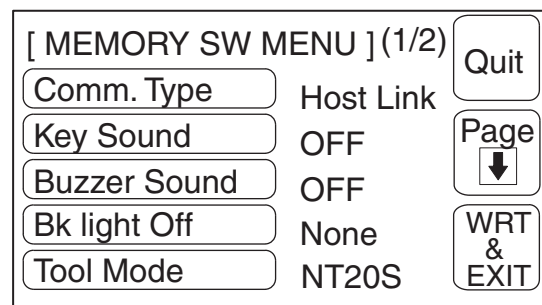 [ MEMORY SW MENU ] (1/2)
Quit
Comm. Type Host Link
Key Sound OFF
Page
Buzzer Sound OFF
Bk light Off None
WRT
&
EXIT
Tool Mode NT20S